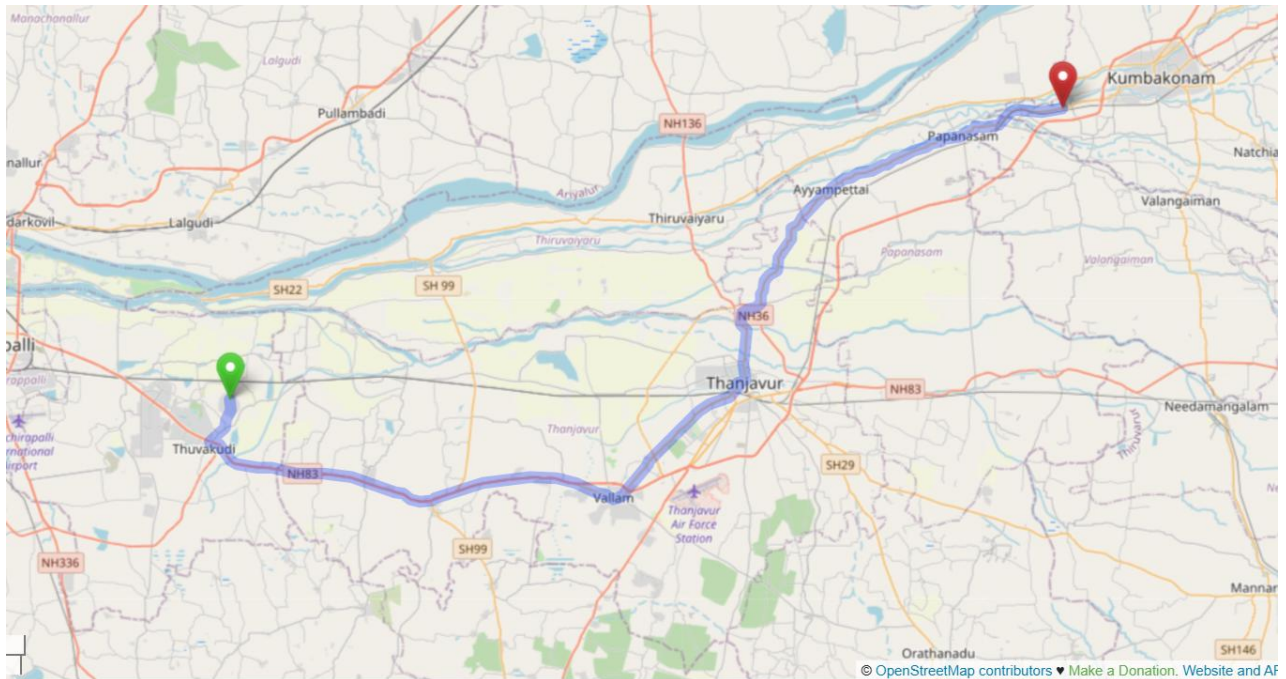 Manachanallur
Lalgudi
Kumbakonam
Pullambadi
NH136
Papanasam
nallur
Natchia
Ariyalur
Ayyampettai
Valangaiman
darkovil
Lalgudi
Thiruvaiyaru
Thiruvaiyaru
Papanasam
Valangaiman
SH22
SH 99
NH36
palli
rappalli
Thanjavur
NH83
Needamangalam
chirapalli
rnational
irport
Thuvakudi
Thanjavur
Thiruvarur
NH83
SH29
Vallam
Thanjavur
Air Force
Station
Ne
SH99
NH336
Mannar
Orathanadu
SH146
© OpenStreetMap contributors ♥ Make a Donation. Website and AP